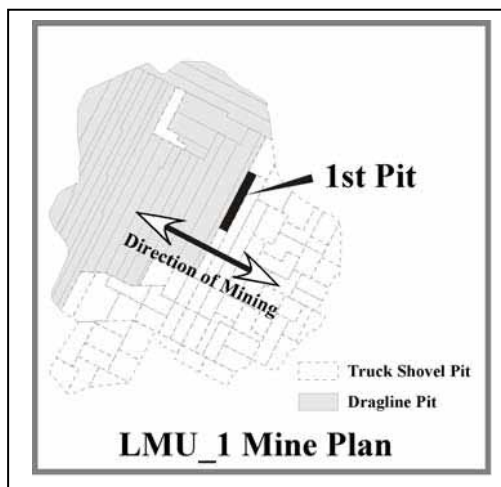 1st Pit
Direction of Mining
Truck Shovel Pit
Dragline Pit
LMU_1 Mine Plan